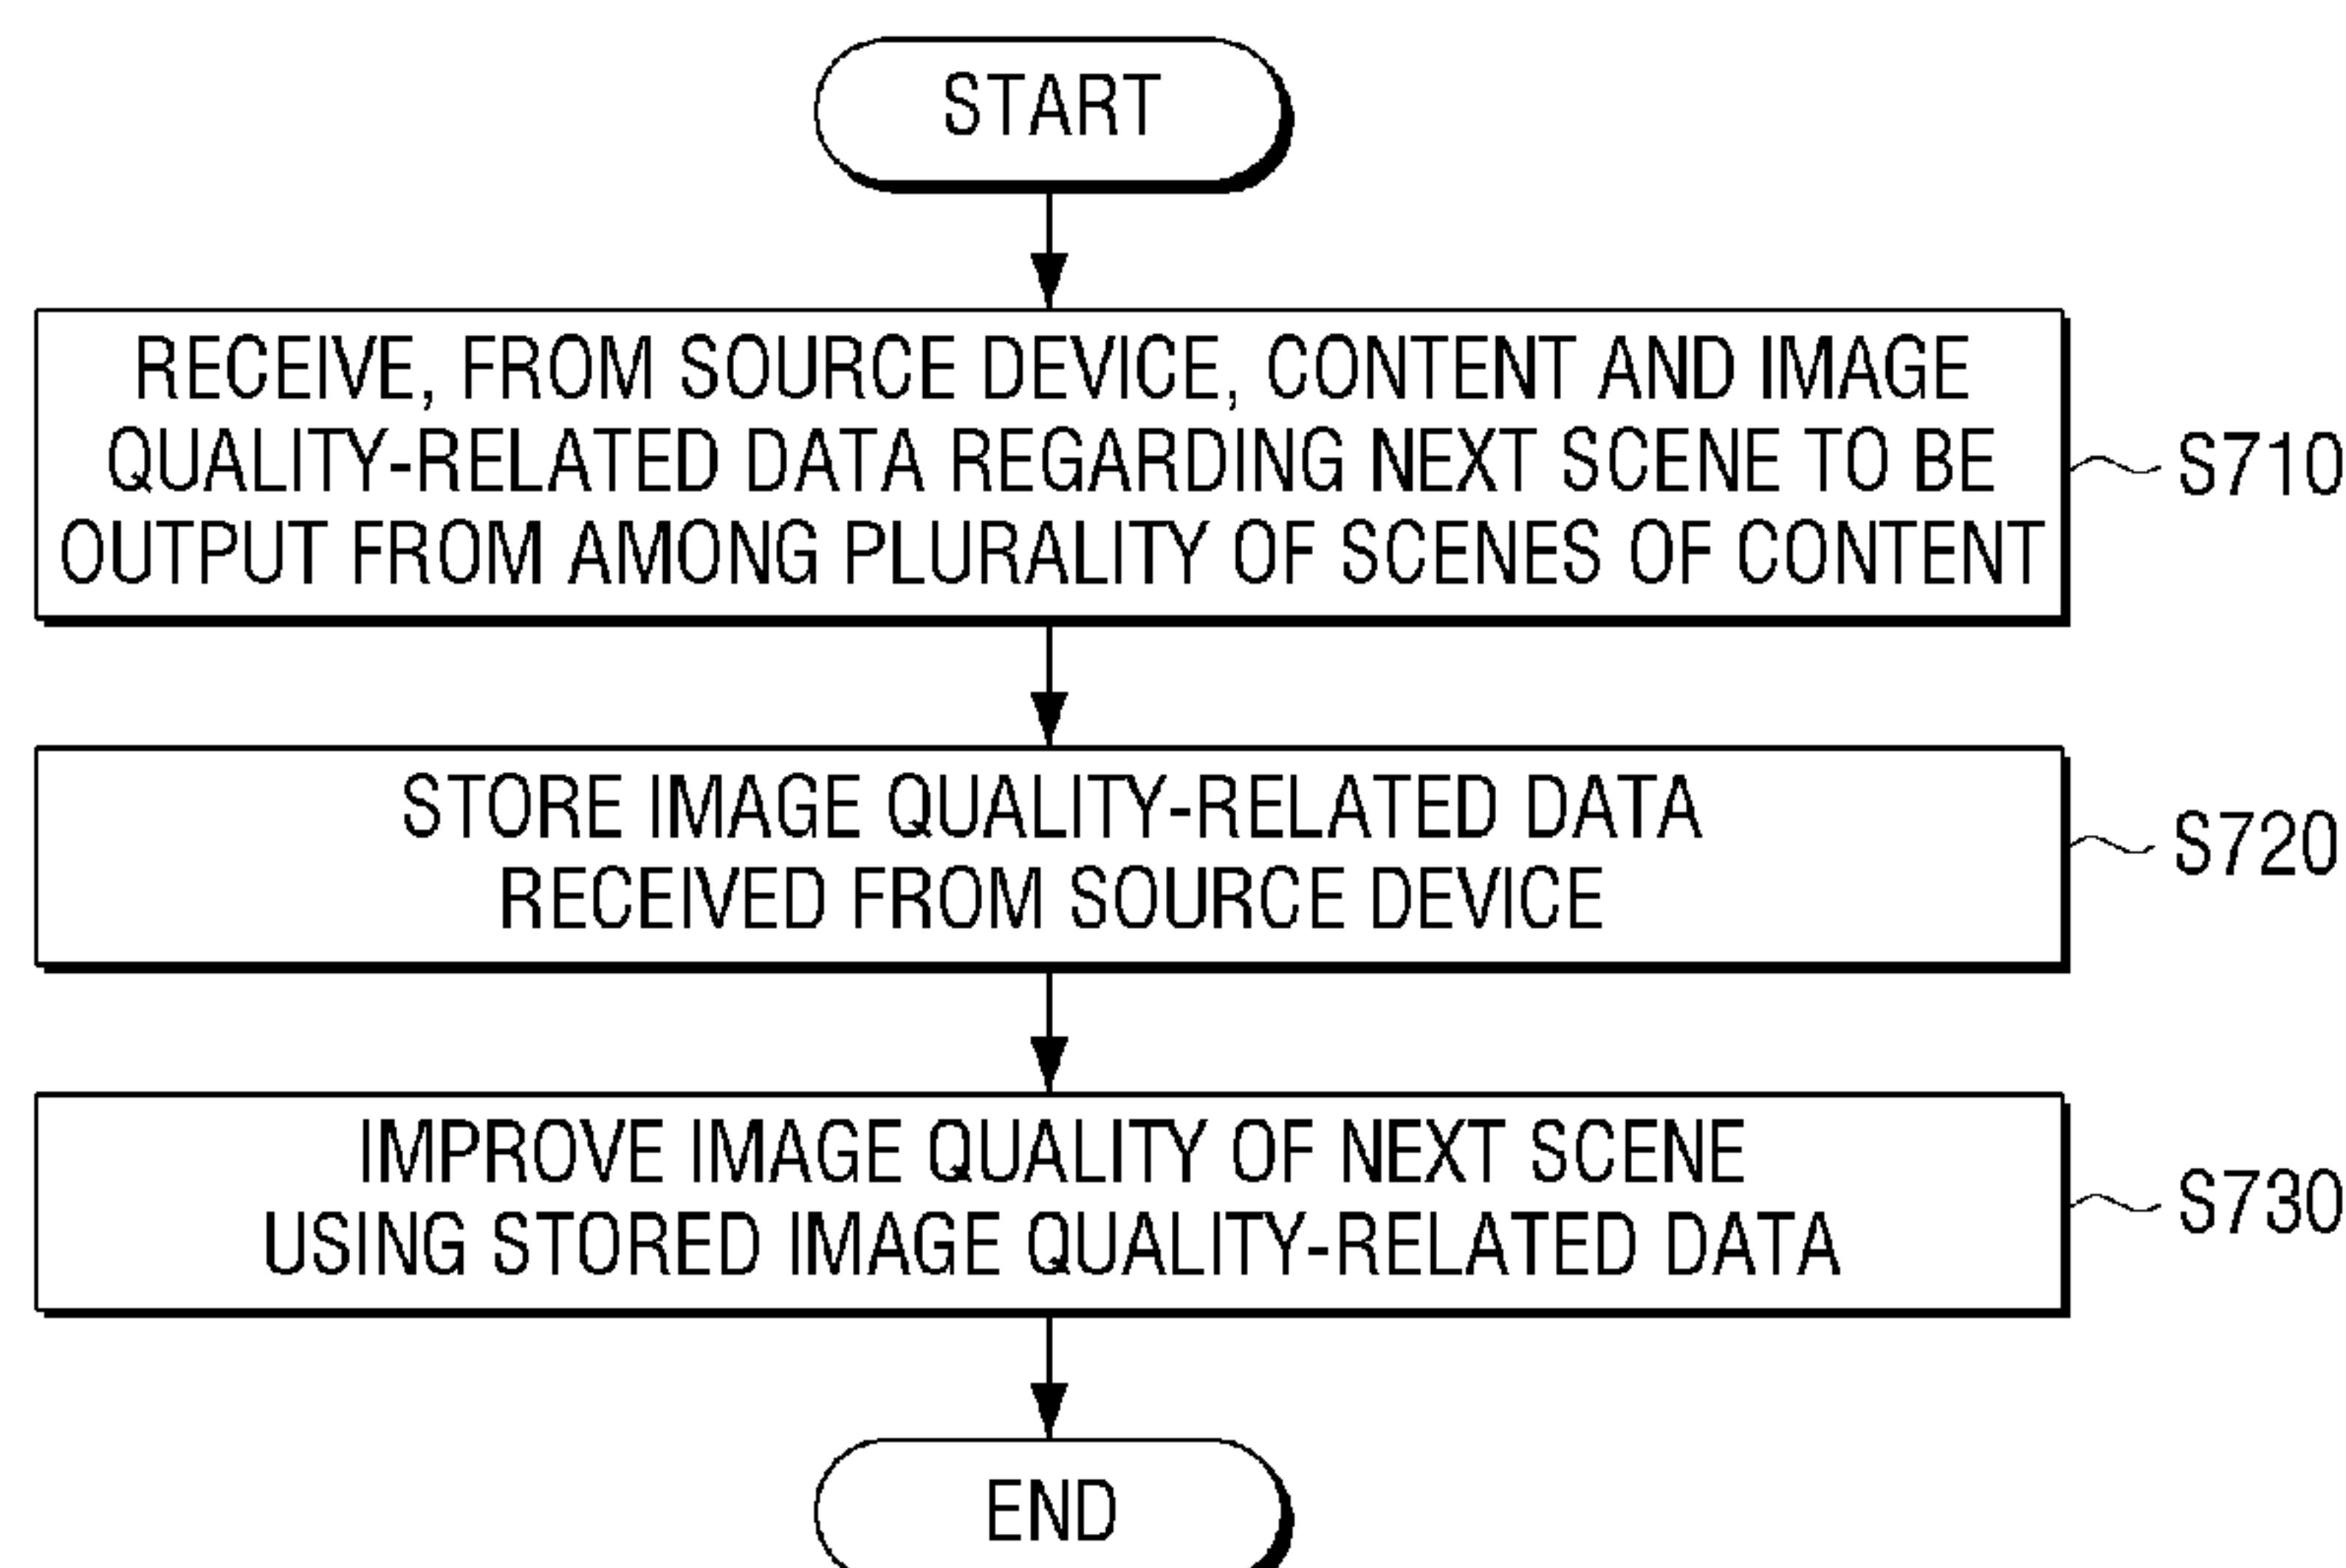 START
RECEIVE, FROM SOURCE DEVICE, CONTENT AND IMAGE
QUALITY-RELATED DATA REGARDING NEXT SCENE TO BE
OUTPUT FROM AMONG PLURALITY OF SCENES OF CONTENT
S710
STORE IMAGE QUALITY-RELATED DATA
RECEIVED FROM SOURCE DEVICE
S720
IMPROVE IMAGE QUALITY OF NEXT SCENE
USING STORED IMAGE QUALITY-RELATED DATA
S730
END